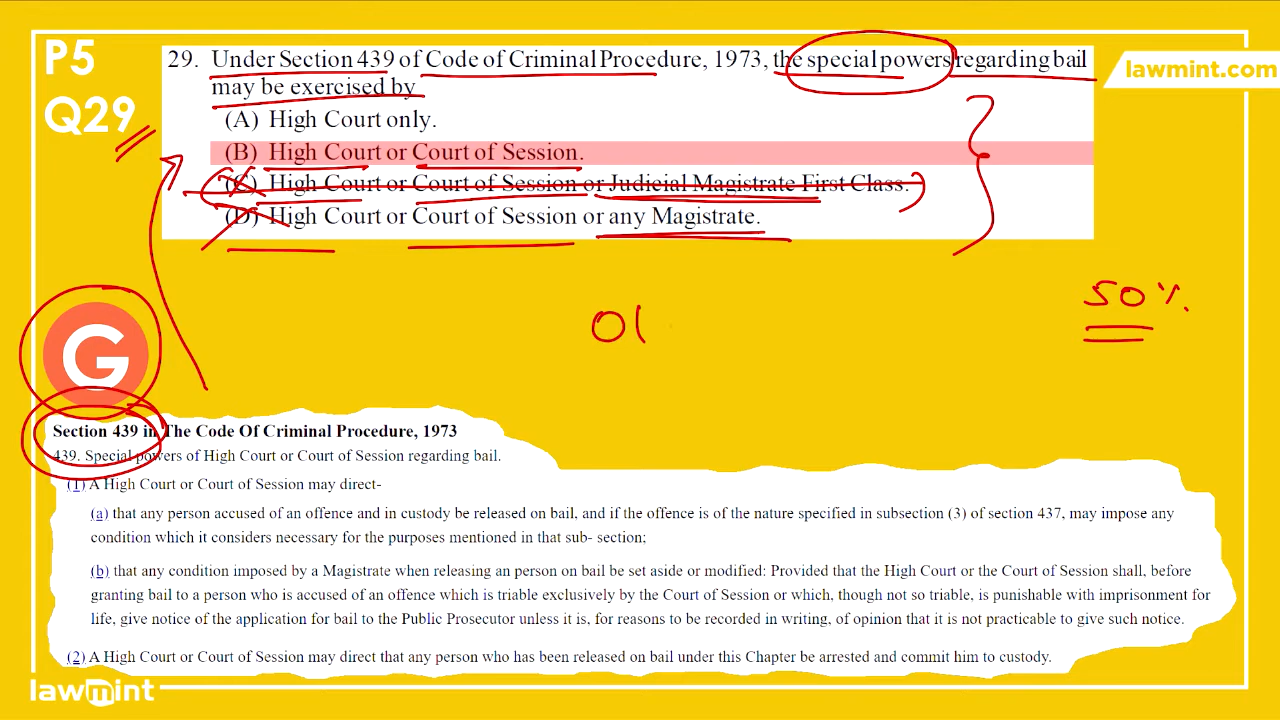 P5
Q29
lawmint.com
29. Under Section 439 of Code of Criminal Procedure, 1973, the special powers regarding bail
may be exercised by
(A) High Court only.
(B) High Court or Court of Session.
(C) High Court or Court of Session or Judicial Magistrate First Class.
(D) High Court or Court of Session or any Magistrate.
50%
G
Section 439 in The Code Of Criminal Procedure, 1973
439. Special powers of High Court or Court of Session regarding bail.
(1) A High Court or Court of Session may direct-
(a) that any person accused of an offence and in custody be released on bail, and if the offence is of the nature specified in subsection (3) of section 437, may impose any
condition which it considers necessary for the purposes mentioned in that sub- section;
(b) that any condition imposed by a Magistrate when releasing an person on bail be set aside or modified: Provided that the High Court or the Court of Session shall, before
granting bail to a person who is accused of an offence which is triable exclusively by the Court of Session or which, though not so triable, is punishable with imprisonment for
life, give notice of the application for bail to the Public Prosecutor unless it is, for reasons to be recorded in writing, of opinion that it is not practicable to give such notice.
(2) A High Court or Court of Session may direct that any person who has been released on bail under this Chapter be arrested and commit him to custody.
lawmint